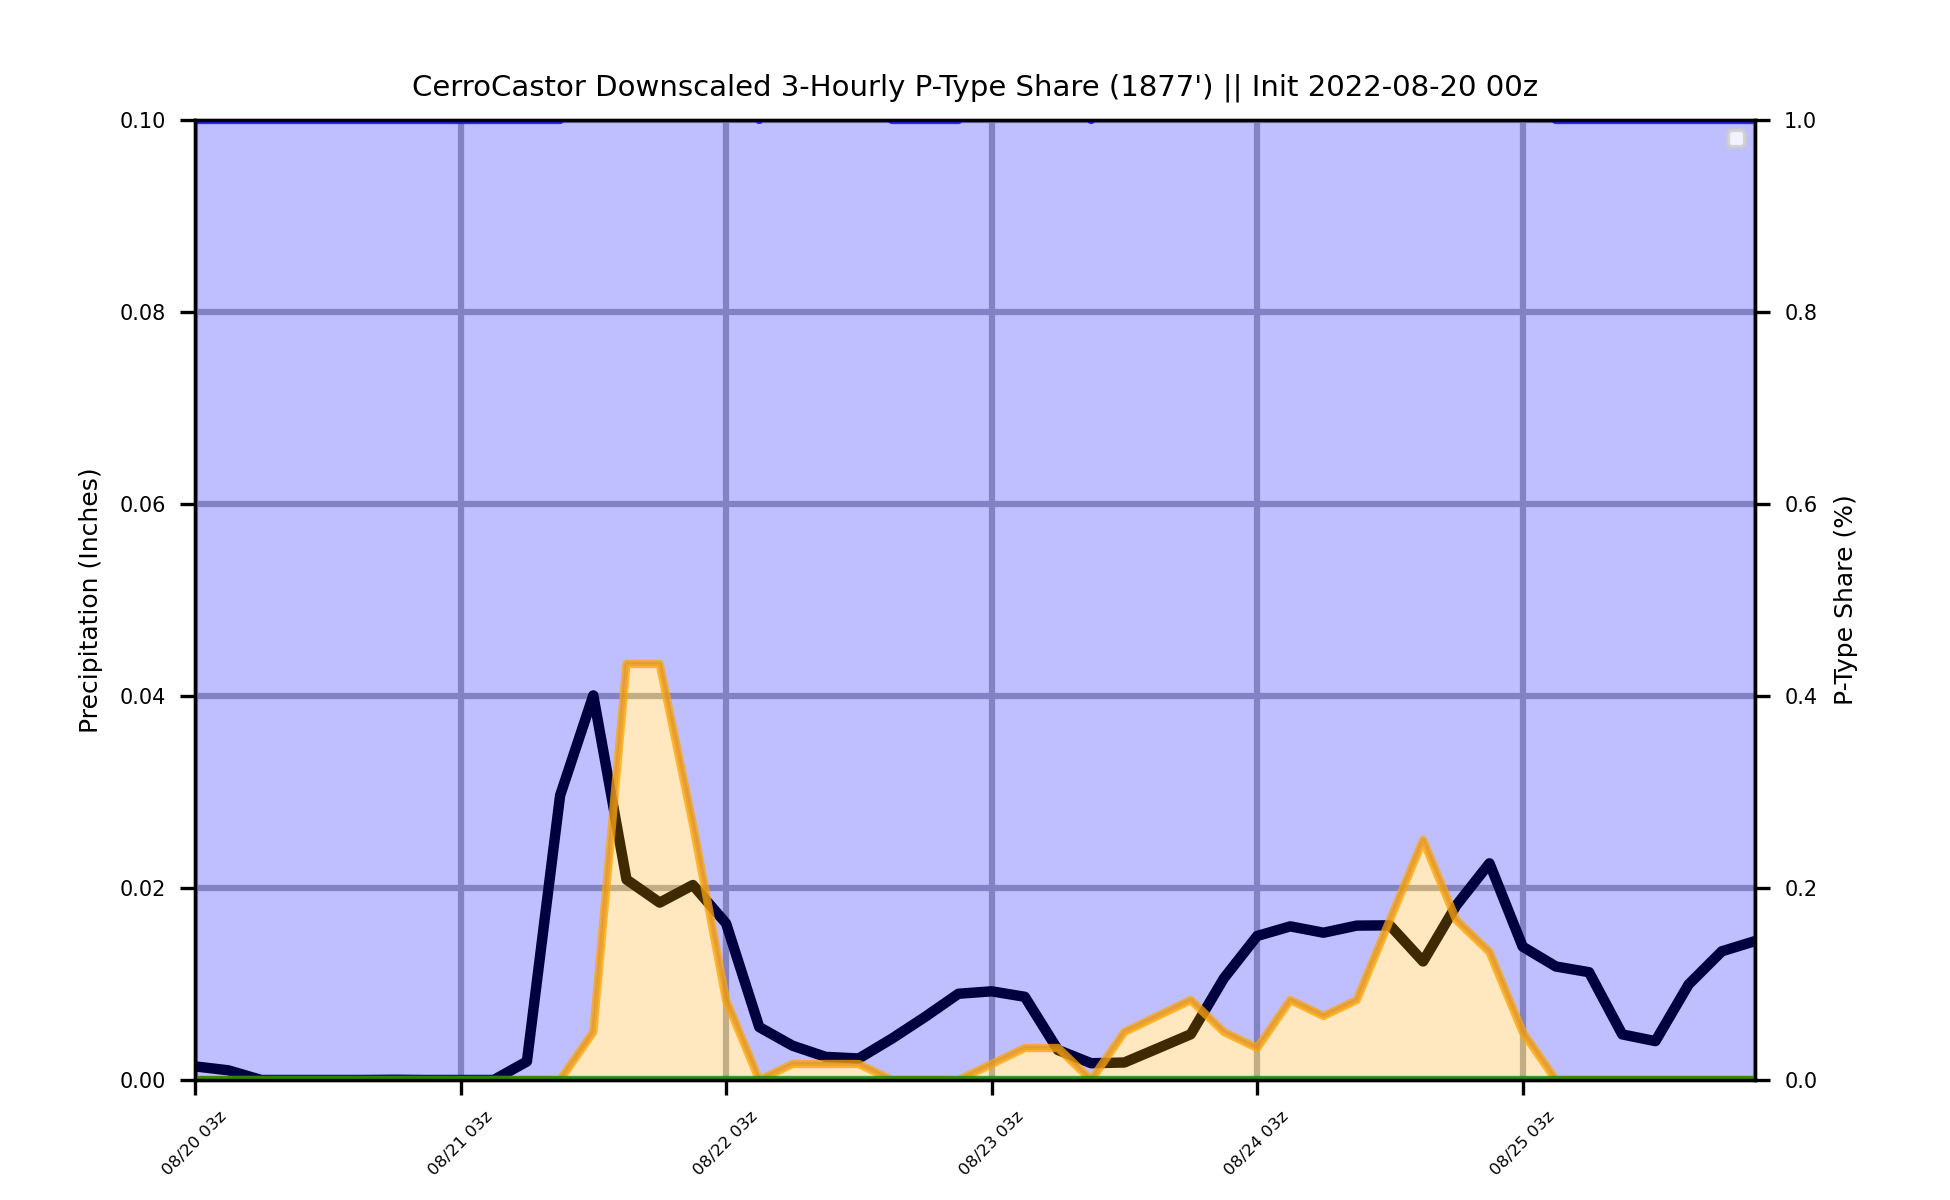 CerroCastor Downscaled 3-Hourly P-Type Share (1877') || Init 2022-08-20 00z
0.10
0.08
0.06
0.04
0.02
0.00
Precipitation (Inches)
1.0
0.8
0.6
0.4
0.2
0.0
P-Type Share (%)
08/20 03z
08/21 03z
08/22 03z
08/23 03z
08/24 03z
08/25 03z